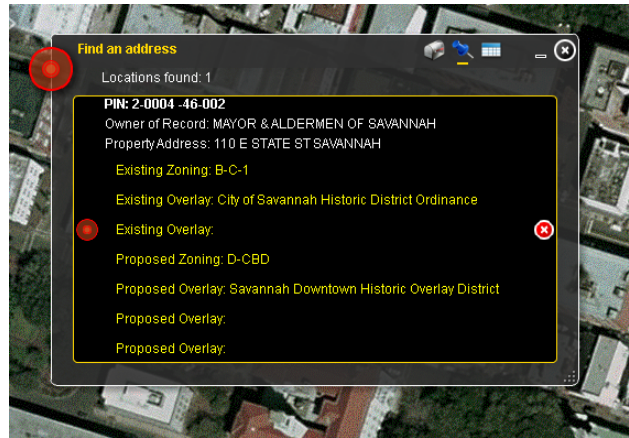 Find an address
Locations found: 1
PIN: 2-0004 -46-002
Owner of Record: MAYOR & ALDERMEN OF SAVANNAH
Property Address: 110 E STATE ST SAVANNAH
Existing Zoning: B-C-1
Existing Overlay: City of Savannah Historic District Ordinance
Existing Overlay:
Proposed Zoning: D-CBD
Proposed Overlay: Savannah Downtown Historic Overlay District
Proposed Overlay:
Proposed Overlay: